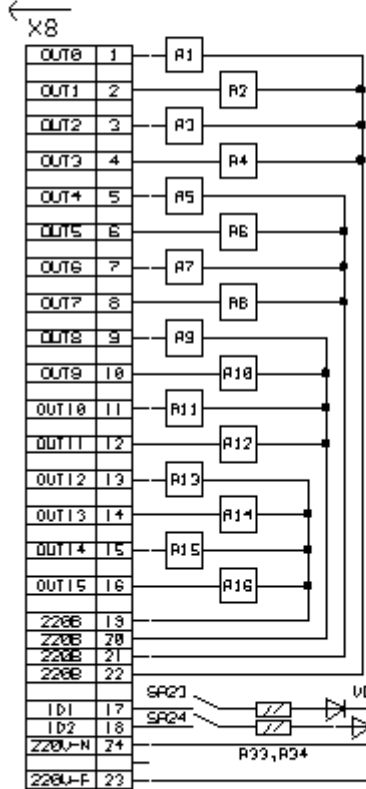 X8
OUT0 1 A1
OUT1 2 A2
OUT2 3 A3
OUT3 4 A4
OUT4 5 A5
OUT5 6 A6
OUT6 7 A7
OUT7 8 A8
OUT8 9 A9
OUT9 10 A10
OUT10 11 A11
OUT11 12 A12
OUT12 13 A13
OUT13 14 A14
OUT14 15 A15
OUT15 16 A16
220B 19
220B 20
220B 21
220B 22
SA23 VD
ID1 17
SA24
ID2 18
220V-N 24
R33,R34
220V-F 23